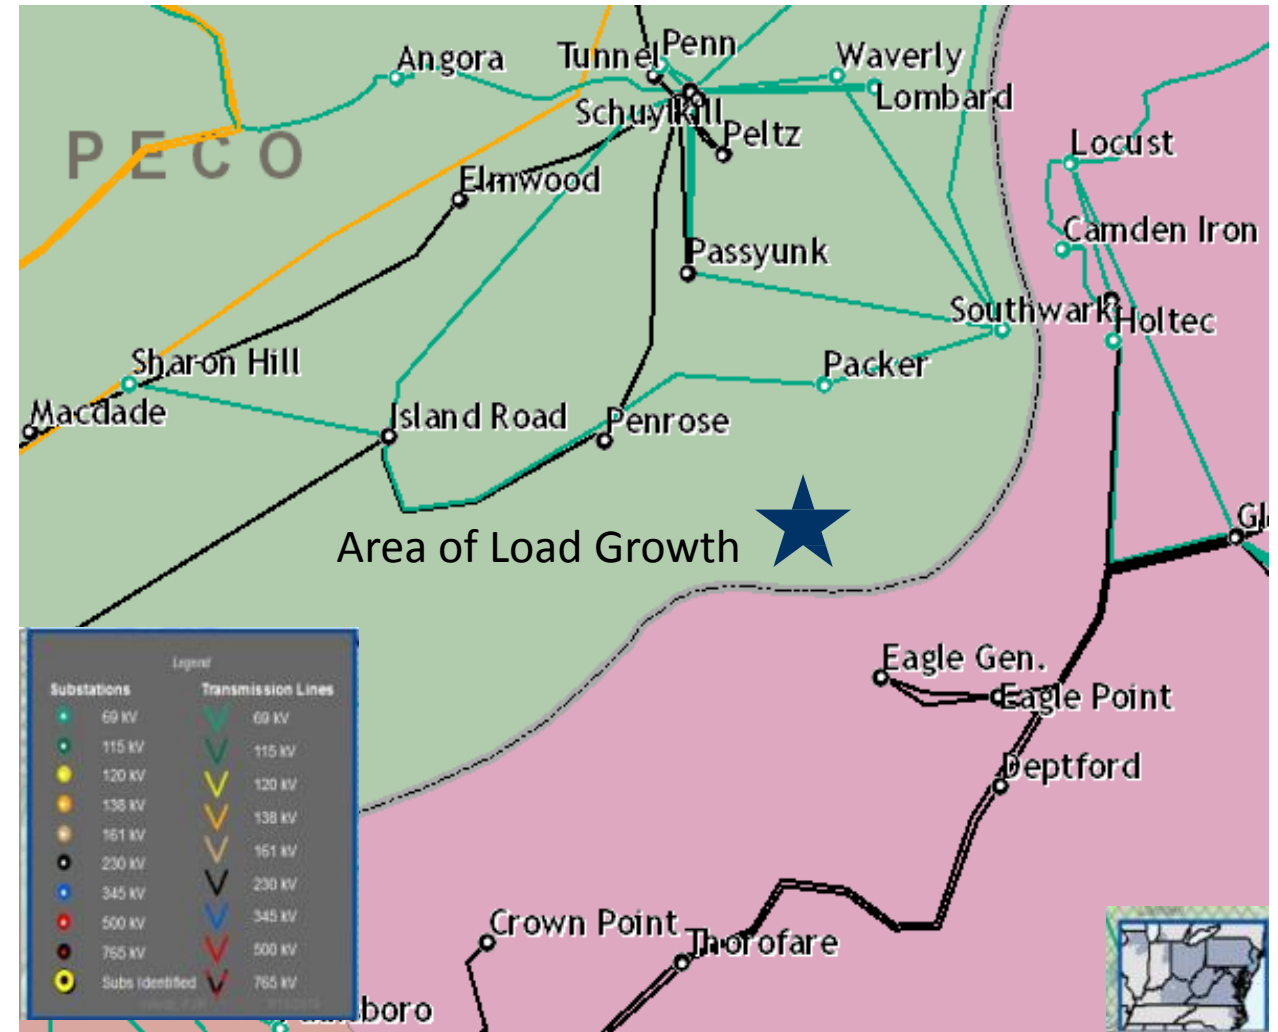 Angora
Tunnel
Penn
Waverly
Lombard
Schuylkill
Peltz
PECO
Locust
Elmwood
Camden Iron
Passyunk
Southwark
Holtec
Sharon Hill
Packer
Macdade
Island Road
Penrose
Area of Load Growth
Gl
Eagle Gen.
Eagle Point
Deptford
Crown Point
Thorofare
Legend
Substations Transmission Lines
69 kV 69 kV
115 kV 115 kV
120 kV 120 kV
138 kV 138 kV
161 kV 161 kV
230 kV 230 kV
345 kV 345 kV
500 kV 500 kV
765 kV 765 kV
Subs Identified
sboro